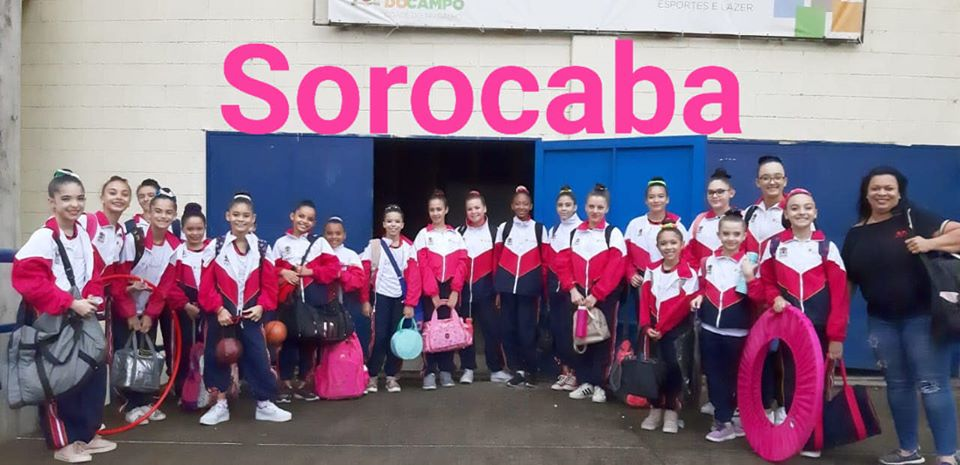 DOCAMPO
ESPORTES E LAZER
Sorocaba